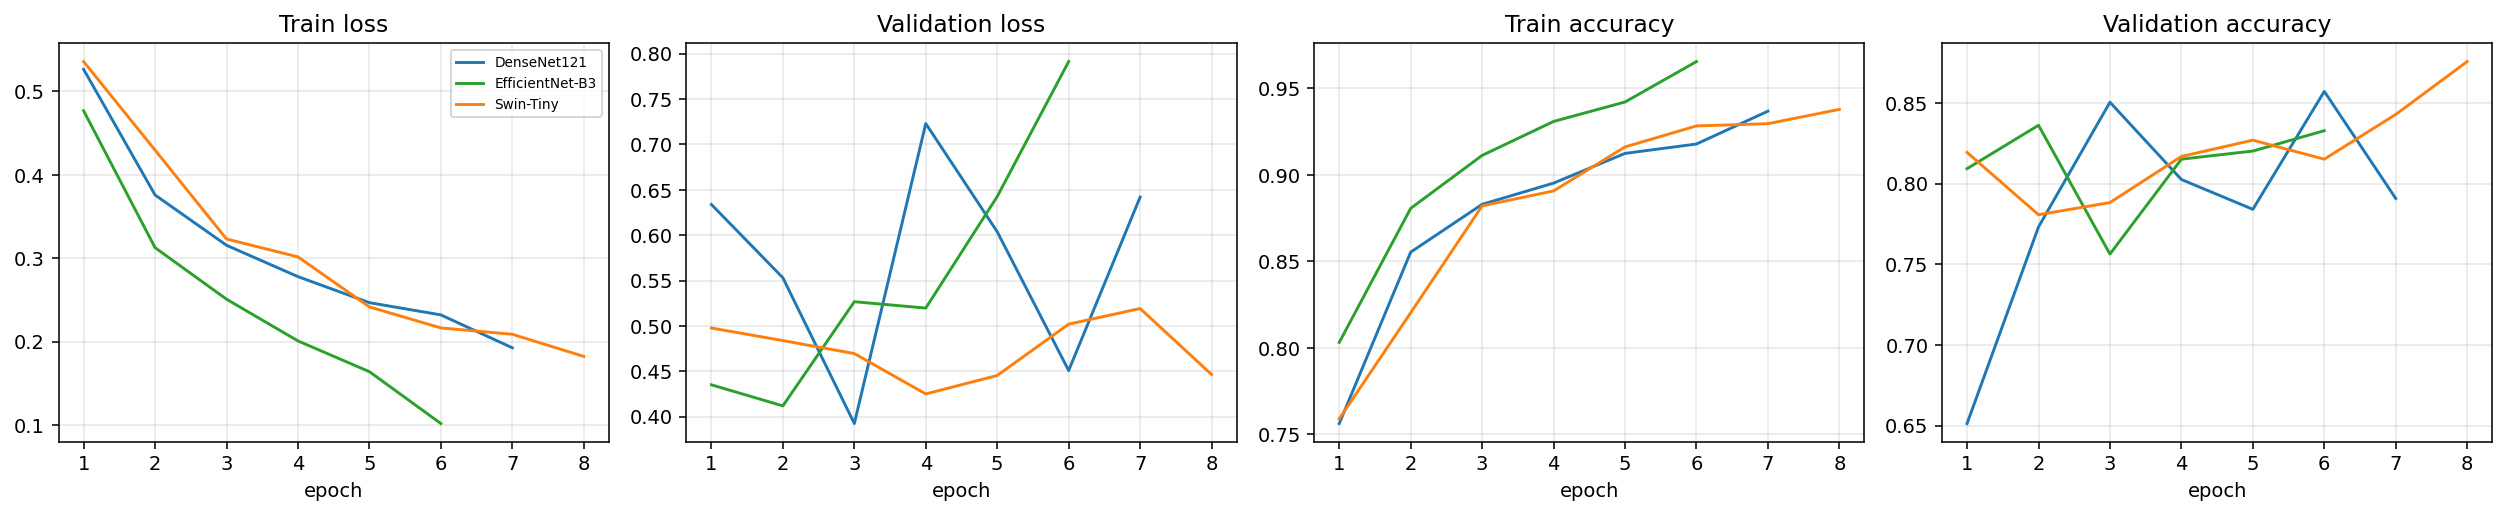 Train loss
0.5
0.4
0.3
0.2
0.1
DenseNet121
EfficientNet-B3
Swin-Tiny
1 2 3 4 5 6 7 8
epoch
Validation loss
0.80
0.75
0.70
0.65
0.60
0.55
0.50
0.45
0.40
1 2 3 4 5 6 7 8
epoch
Train accuracy
0.95
0.90
0.85
0.80
0.75
1 2 3 4 5 6 7 8
epoch
Validation accuracy
0.85
0.80
0.75
0.70
0.65
1 2 3 4 5 6 7 8
epoch